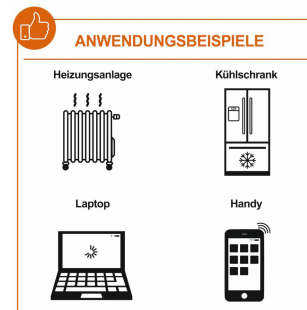 ANWENDUNGSBEISPIELE
Heizungsanlage
Kühlschrank
Laptop
Handy